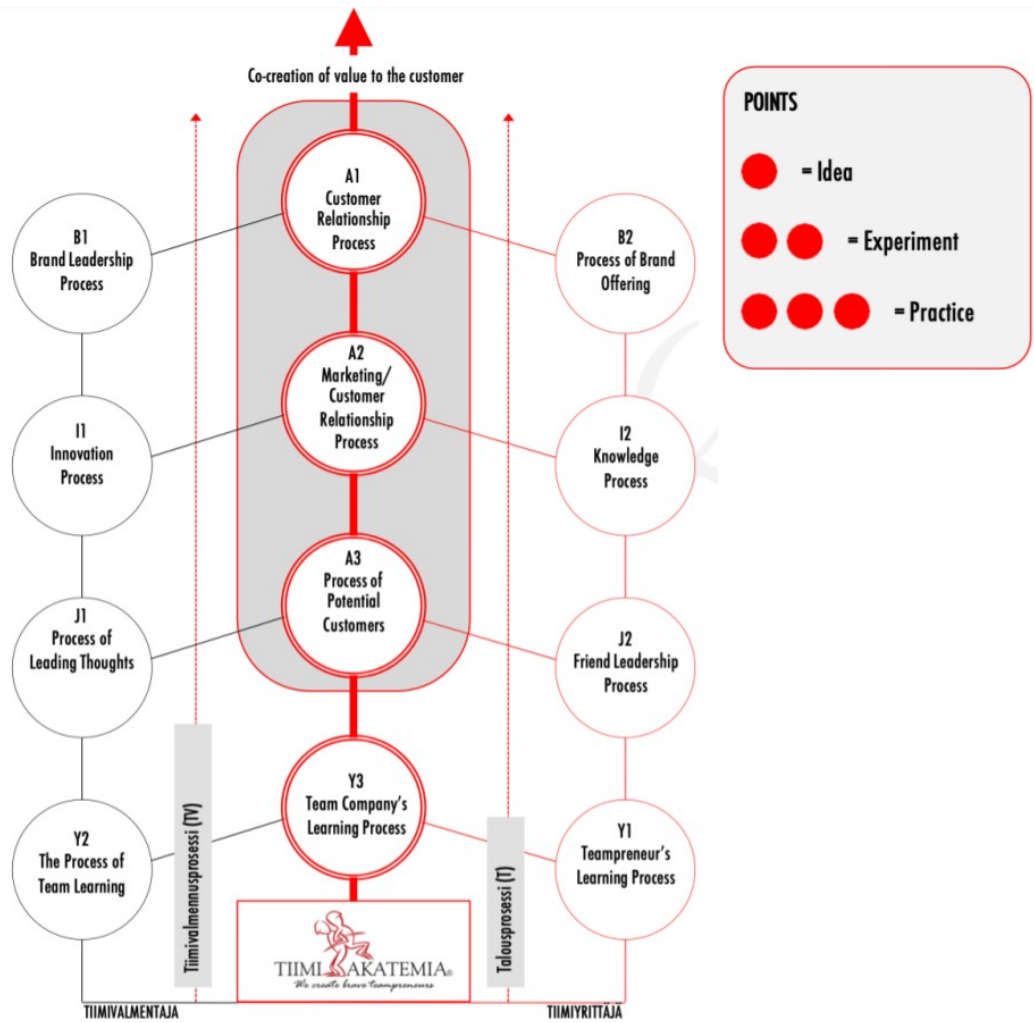 Co-creation of value to the customer
POINTS
= Idea
= Experiment
= Practice
A1
Customer
Relationship
Process
B1
Brand Leadership
Process
B2
Process of Brand
Offering
A2
Marketing/
Customer
Relationship
Process
I1
Innovation
Process
I2
Knowledge
Process
A3
Process of
Potential
Customers
J1
Process of
Leading Thoughts
J2
Friend Leadership
Process
Y3
Team Company's
Learning Process
Y2
The Process of
Team Learning
Y1
Teampreneur's
Learning Process
Tiimivalmennusprosessi (TV)
Talousprosessi (T)
TIIMIAKATEMIA®
We create brave teampreneurs
TIIMIVALMENTAJA
TIIMIYRITTÄJÄ